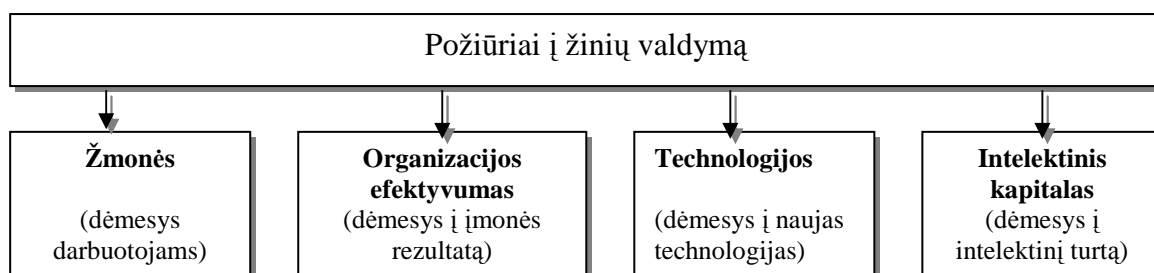 Požiūriai į žinių valdymą
Žmonės
(dėmesys
darbuotojams)
Organizacijos
efektyvumas
(dėmesys į įmonės
rezultatą)
Technologijos
(dėmesys į naujas
technologijas)
Intelektinis
kapitalas
(dėmesys į
intelektinį turtą)